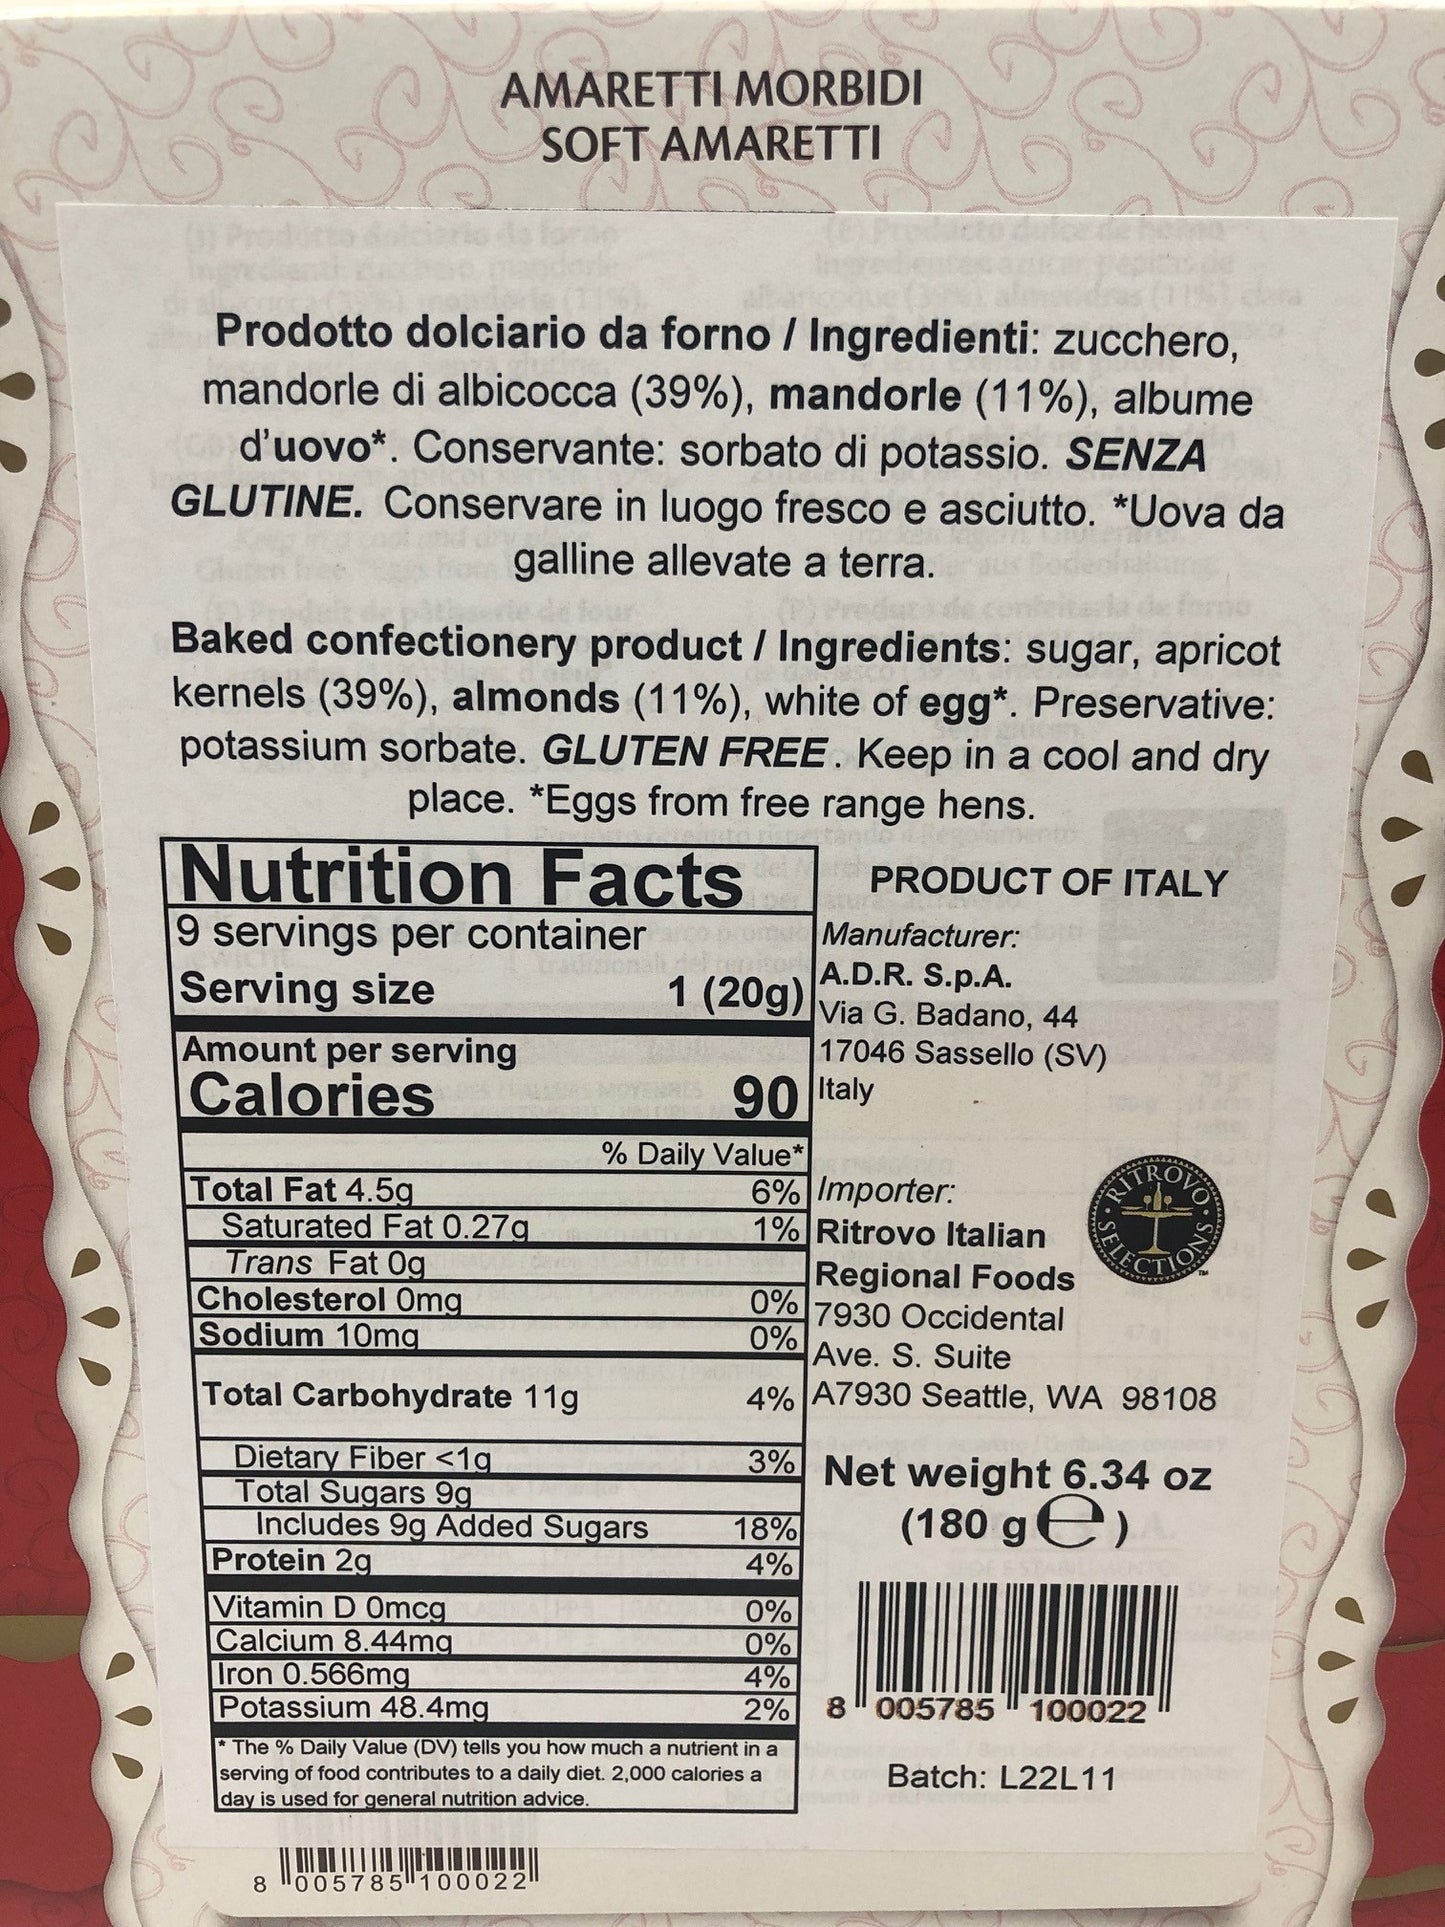 AMARETTI MORBIDI
SOFT AMARETTI
Prodotto dolciario da forno / Ingredienti: zucchero,
mandorle di albicocca (39%), mandorle (11%), albume
d'uovo*. Conservante: sorbato di potassio. SENZA
GLUTINE. Conservare in luogo fresco e asciutto. *Uova da
galline allevate a terra.
Baked confectionery product / Ingredients: sugar, apricot
kernels (39%), almonds (11%), white of egg*. Preservative:
potassium sorbate. GLUTEN FREE. Keep in a cool and dry
place. *Eggs from free range hens.
Nutrition Facts
9 servings per container
Serving size 1 (20g)
Amount per serving
Calories 90
% Daily Value*
Total Fat 4.5g 6%
Saturated Fat 0.27g 1%
Trans Fat 0g
Cholesterol 0mg 0%
Sodium 10mg 0%
Total Carbohydrate 11g 4%
Dietary Fiber <1g 3%
Total Sugars 9g
Includes 9g Added Sugars 18%
Protein 2g 4%
Vitamin D 0mcg 0%
Calcium 8.44mg 0%
Iron 0.566mg 4%
Potassium 48.4mg 2%
* The % Daily Value (DV) tells you how much a nutrient in a
serving of food contributes to a daily diet. 2,000 calories a
day is used for general nutrition advice.
PRODUCT OF ITALY
Manufacturer:
A.D.R. S.p.A.
Via G. Badano, 44
17046 Sassello (SV)
Italy
Importer:
Ritrovo Italian
Regional Foods
7930 Occidental
Ave. S. Suite
A7930 Seattle, WA 98108
RITROVO
SELECTIONS
TM
Net weight 6.34 oz
(180 g ℮)
8 005785 100022
Batch: L22L11
8 005785 100022